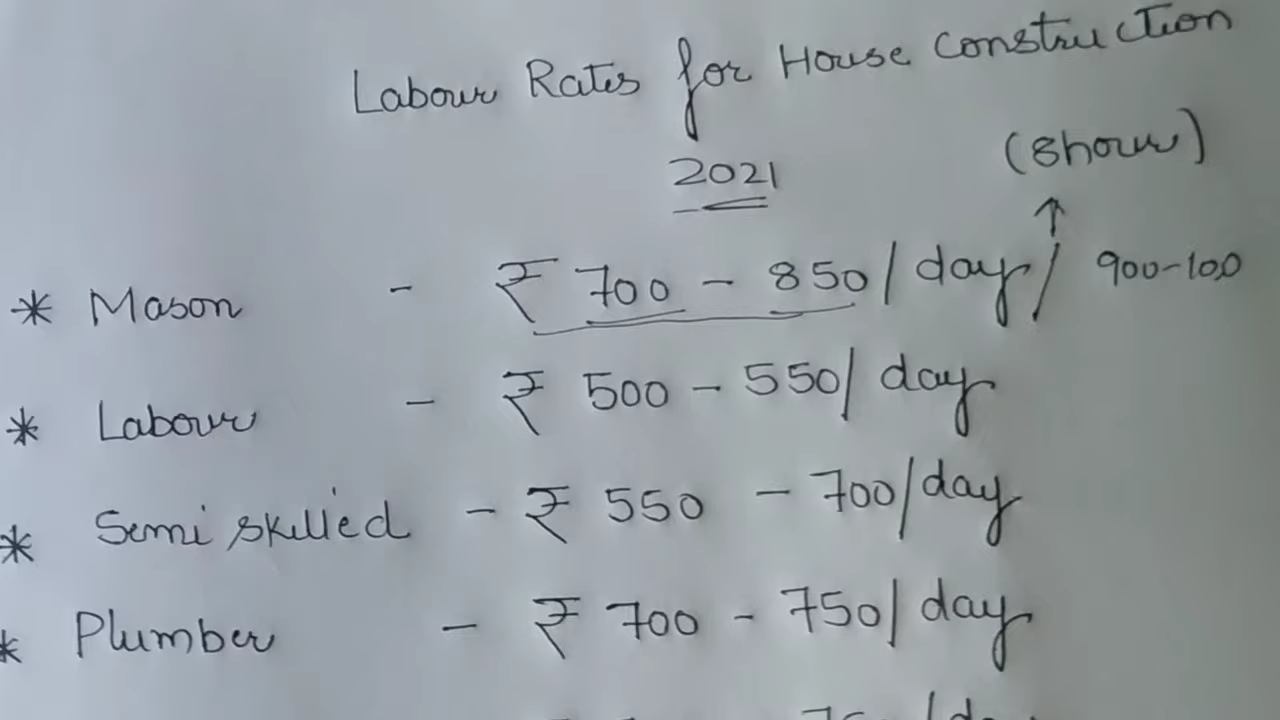 Labour Rates for House construction
2021
(8hour)
↑
* Mason - ₹ 700 - 850/day/ 900-100
* Labour - ₹ 500 - 550/day
* Semi skilled - ₹ 550 - 700/day
* Plumber - ₹ 700 - 750/day